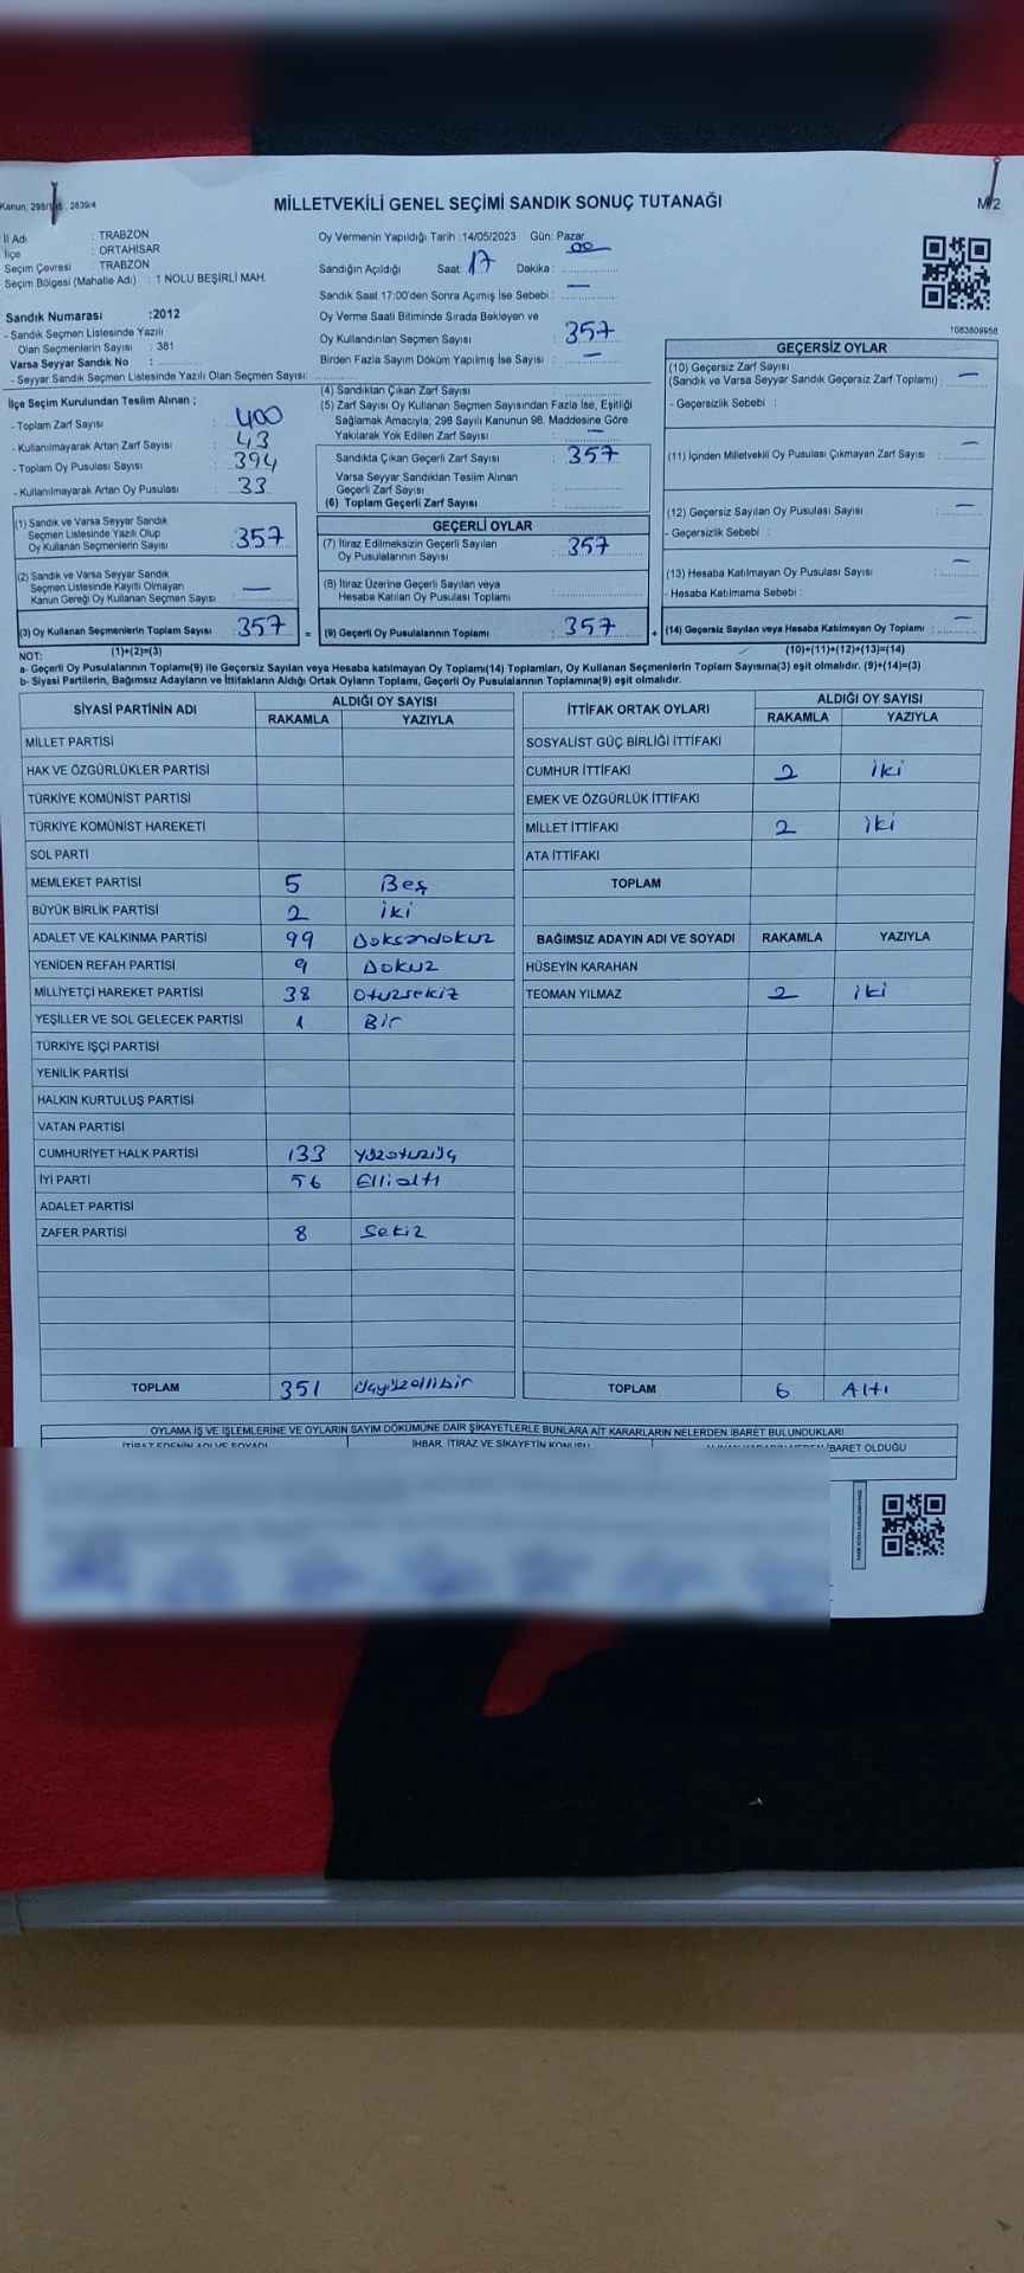 Kanun; 298/105 ; 2839/4
MİLLETVEKİLİ GENEL SEÇİMİ SANDIK SONUÇ TUTANAĞI
M/2
İl Adı : TRABZON
İlçe : ORTAHİSAR
Seçim Çevresi : TRABZON
Seçim Bölgesi (Mahalle Adı) : 1 NOLU BEŞİRLİ MAH.
Oy Vermenin Yapıldığı Tarih :14/05/2023 Gün: Pazar
Sandığın Açıldığı Saat: 17 Dakika : 00
Sandık Saat 17:00'den Sonra Açımış İse Sebebi : —
Oy Verme Saati Bitiminde Sırada Bekleyen ve
Oy Kullandırılan Seçmen Sayısı : 357
Birden Fazla Sayım Döküm Yapılmış İse Sayısı : —
1083809958
Sandık Numarası :2012
- Sandık Seçmen Listesinde Yazılı
Olan Seçmenlerin Sayısı : 381
Varsa Seyyar Sandık No :
- Seyyar Sandık Seçmen Listesinde Yazılı Olan Seçmen Sayısı:
İlçe Seçim Kurulundan Teslim Alınan ;
- Toplam Zarf Sayısı : 400
- Kullanılmayarak Artan Zarf Sayısı : 43
- Toplam Oy Pusulası Sayısı : 394
- Kullanılmayarak Artan Oy Pusulası : 33
(1) Sandık ve Varsa Seyyar Sandık
Seçmen Listesinde Yazılı Olup
Oy Kullanan Seçmenlerin Sayısı : 357
(2) Sandık ve Varsa Seyyar Sandık
Seçmen Listesinde Kayıtlı Olmayan
Kanun Gereği Oy Kullanan Seçmen Sayısı : —
(3) Oy Kullanan Seçmenlerin Toplam Sayısı : 357
(1)+(2)=(3)
(4) Sandıktan Çıkan Zarf Sayısı :
(5) Zarf Sayısı Oy Kullanan Seçmen Sayısından Fazla İse, Eşitliği
Sağlamak Amacıyla; 298 Sayılı Kanunun 98. Maddesine Göre
Yakılarak Yok Edilen Zarf Sayısı : —
Sandıkta Çıkan Geçerli Zarf Sayısı : 357
Varsa Seyyar Sandıktan Teslim Alınan
Geçerli Zarf Sayısı :
(6) Toplam Geçerli Zarf Sayısı :
GEÇERLİ OYLAR
(7) İtiraz Edilmeksizin Geçerli Sayılan
Oy Pusulalarının Sayısı : 357
(8) İtiraz Üzerine Geçerli Sayılan veya
Hesaba Katılan Oy Pusulası Toplamı :
= (9) Geçerli Oy Pusulalarının Toplamı : 357
GEÇERSİZ OYLAR
(10) Geçersiz Zarf Sayısı
(Sandık ve Varsa Seyyar Sandık Geçersiz Zarf Toplamı) : —
- Geçersizlik Sebebi :
(11) İçinden Milletvekili Oy Pusulası Çıkmayan Zarf Sayısı : —
(12) Geçersiz Sayılan Oy Pusulası Sayısı : —
- Geçersizlik Sebebi :
(13) Hesaba Katılmayan Oy Pusulası Sayısı : —
- Hesaba Katılmama Sebebi :
+ (14) Geçersiz Sayılan veya Hesaba Katılmayan Oy Toplamı : —
(10)+(11)+(12)+(13)=(14)
NOT:
a- Geçerli Oy Pusulalarının Toplamı(9) ile Geçersiz Sayılan veya Hesaba katılmayan Oy Toplamı(14) Toplamları, Oy Kullanan Seçmenlerin Toplam Sayısına(3) eşit olmalıdır. (9)+(14)=(3)
b- Siyasi Partilerin, Bağımsız Adayların ve İttifakların Aldığı Ortak Oyların Toplamı, Geçerli Oy Pusulalarının Toplamına(9) eşit olmalıdır.
SİYASİ PARTİNİN ADI ALDIĞI OY SAYISI
RAKAMLA YAZIYLA
MİLLET PARTİSİ
HAK VE ÖZGÜRLÜKLER PARTİSİ
TÜRKİYE KOMÜNİST PARTİSİ
TÜRKİYE KOMÜNİST HAREKETİ
SOL PARTİ
MEMLEKET PARTİSİ 5 Beş
BÜYÜK BİRLİK PARTİSİ 2 iki
ADALET VE KALKINMA PARTİSİ 99 Doksandokuz
YENİDEN REFAH PARTİSİ 9 Dokuz
MİLLİYETÇİ HAREKET PARTİSİ 38 Otuzsekiz
YEŞİLLER VE SOL GELECEK PARTİSİ 1 Bir
TÜRKİYE İŞÇİ PARTİSİ
YENİLİK PARTİSİ
HALKIN KURTULUŞ PARTİSİ
VATAN PARTİSİ
CUMHURİYET HALK PARTİSİ 133 Yüzotuzüç
İYİ PARTİ 56 Ellialtı
ADALET PARTİSİ
ZAFER PARTİSİ 8 Sekiz
TOPLAM 351 üçyüzellibir
İTTİFAK ORTAK OYLARI ALDIĞI OY SAYISI
RAKAMLA YAZIYLA
SOSYALİST GÜÇ BİRLİĞİ İTTİFAKI
CUMHUR İTTİFAKI 2 iki
EMEK VE ÖZGÜRLÜK İTTİFAKI
MİLLET İTTİFAKI 2 iki
ATA İTTİFAKI
TOPLAM
BAĞIMSIZ ADAYIN ADI VE SOYADI RAKAMLA YAZIYLA
HÜSEYİN KARAHAN
TEOMAN YILMAZ 2 iki
TOPLAM 6 Altı
OYLAMA İŞ VE İŞLEMLERİNE VE OYLARIN SAYIM DÖKÜMÜNE DAİR ŞİKAYETLERLE BUNLARA AİT KARARLARIN NELERDEN İBARET BULUNDUKLARI
İTİRAZ EDENİN ADI VE SOYADI İHBAR, İTİRAZ VE ŞİKAYETİN KONUSU İBARET OLDUĞU